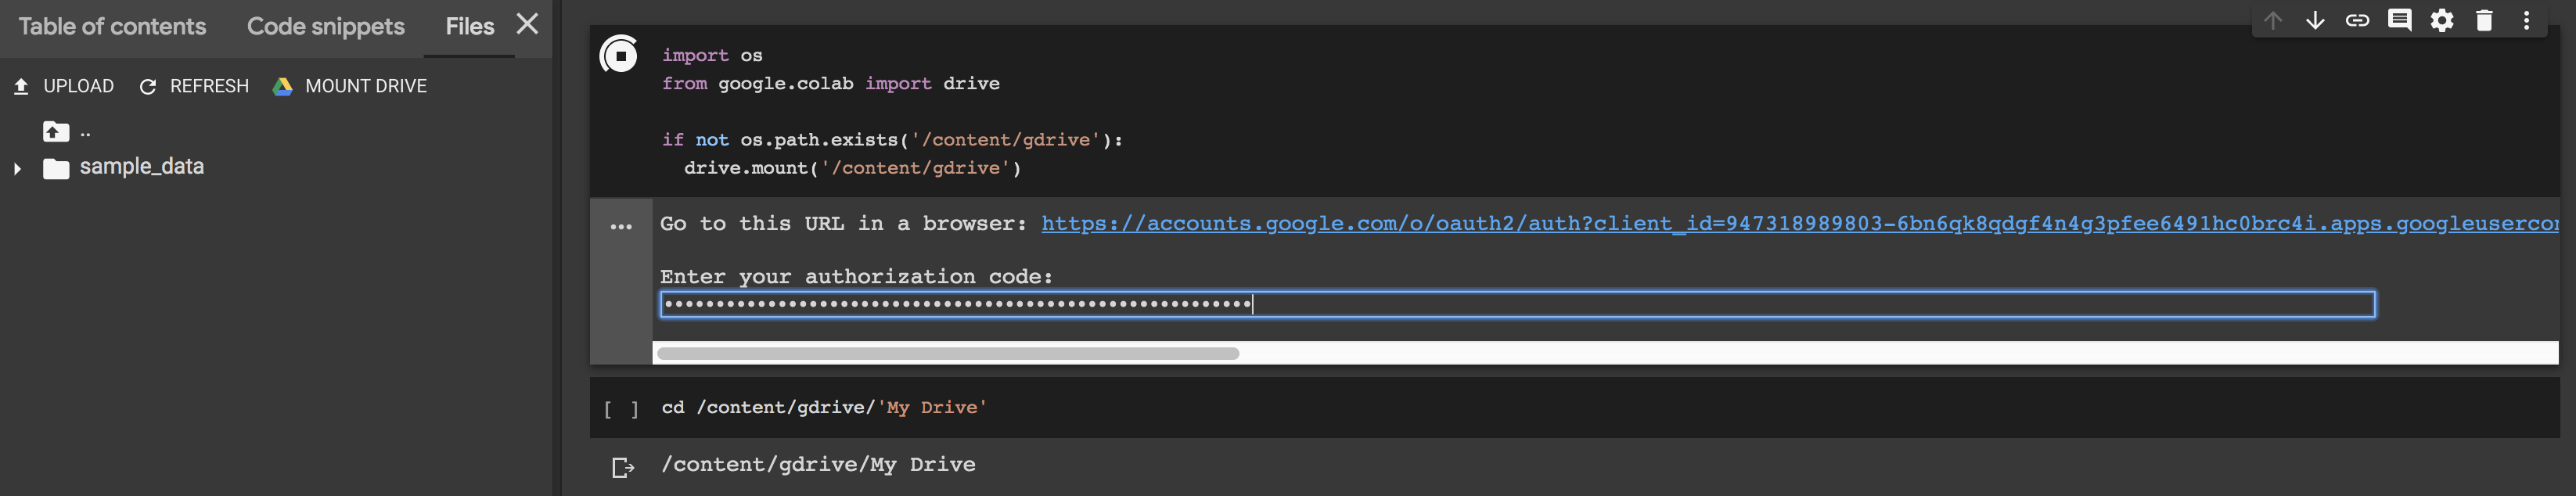 Table of contents Code snippets Files
UPLOAD REFRESH MOUNT DRIVE
..
sample_data
import os
from google.colab import drive
if not os.path.exists('/content/gdrive'):
drive.mount('/content/gdrive')
Go to this URL in a browser: https://accounts.google.com/o/oauth2/auth?client_id=947318989803-6bn6qk8qdgf4n4g3pfee6491hc0brc4i.apps.googleusercon
Enter your authorization code:
[ ] cd /content/gdrive/'My Drive'
/content/gdrive/My Drive